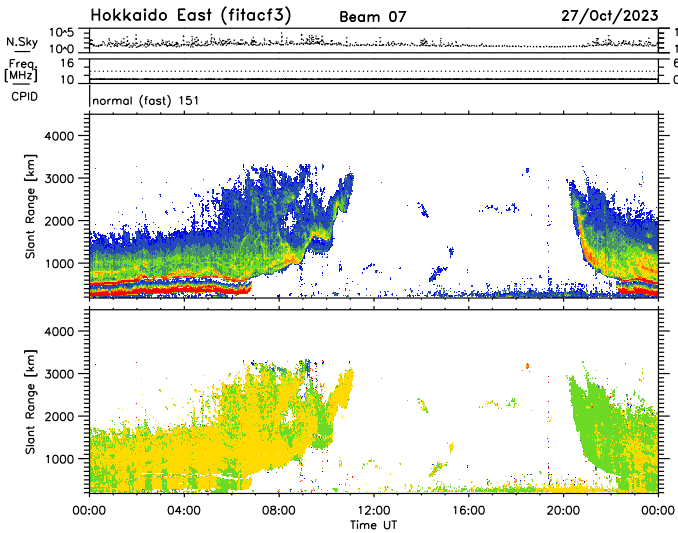 Hokkaido East (fitacf3) Beam 07 27/Oct/2023
N.Sky 10^5 10^0
Freq. [MHz] 16 10
CPID normal (fast) 151
Slant Range [km] 4000 3000 2000 1000
Slant Range [km] 4000 3000 2000 1000
00:00 04:00 08:00 12:00 16:00 20:00 00:00
Time UT